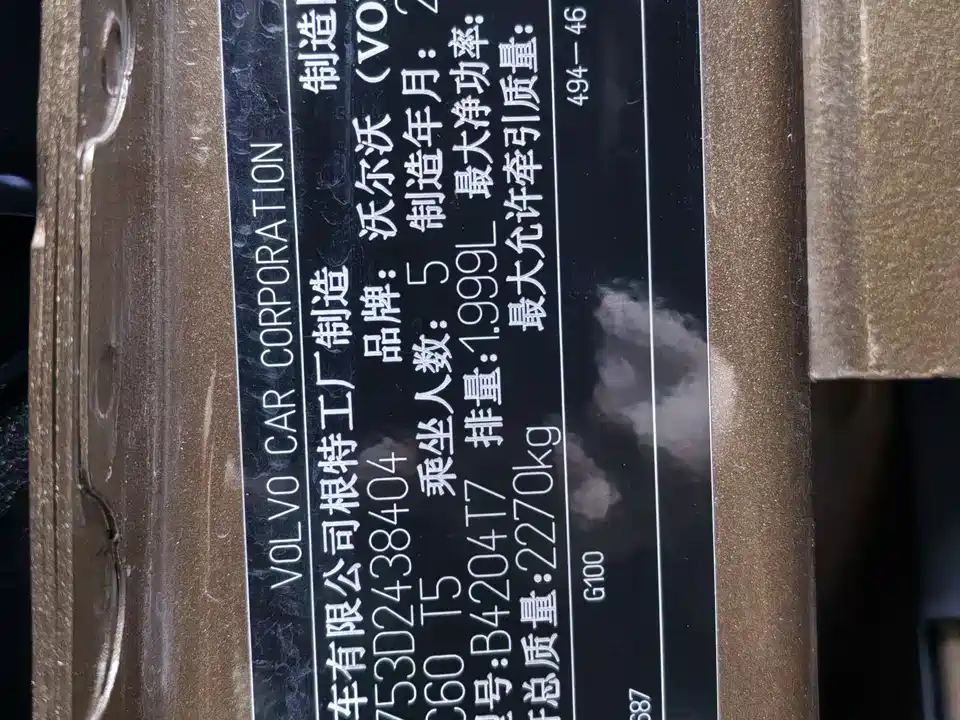 VOLVO CAR CORPORATION
车有限公司根特工厂制造 制造
753D2438404 品牌：沃尔沃（VO
C60 T5 乘坐人数：5 制造年月：2
号:B4204T7 排量:1.999L 最大净功率:
许总质量:2270kg 最大允许牵引质量:
G100 494-46
687